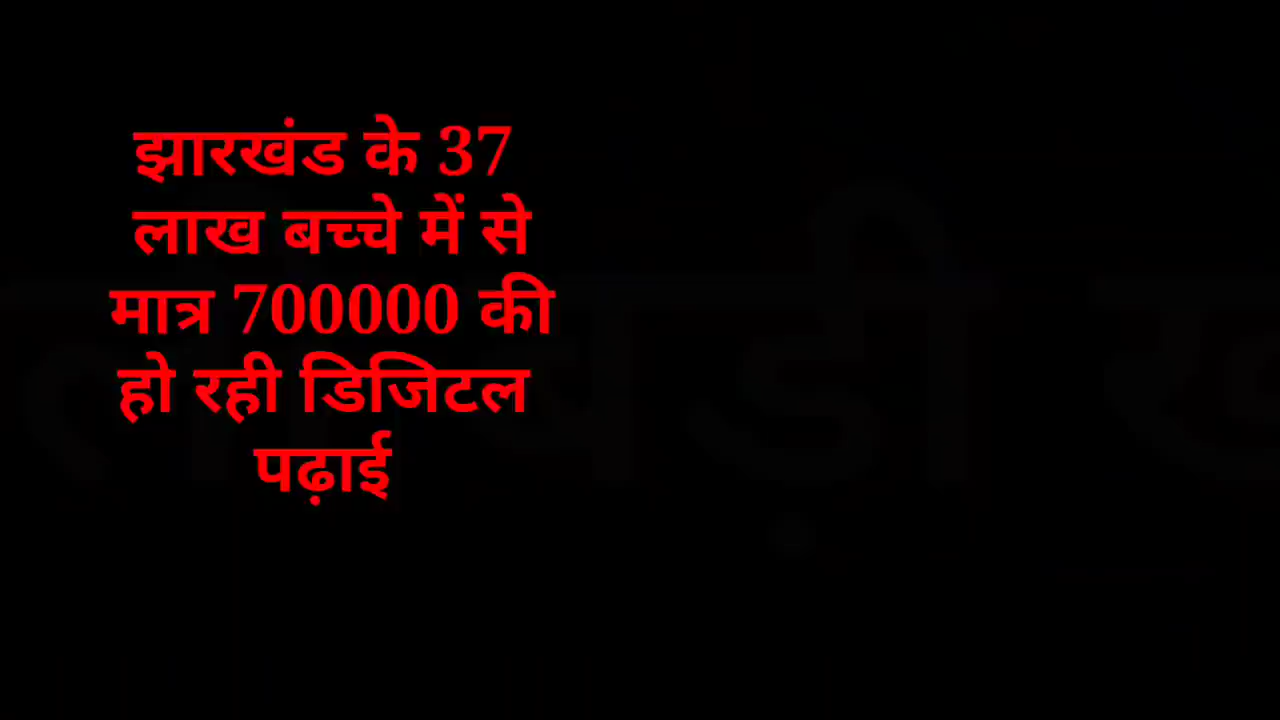 झारखंड के 37
लाख बच्चे में से
मात्र 700000 की
हो रही डिजिटल
पढ़ाई